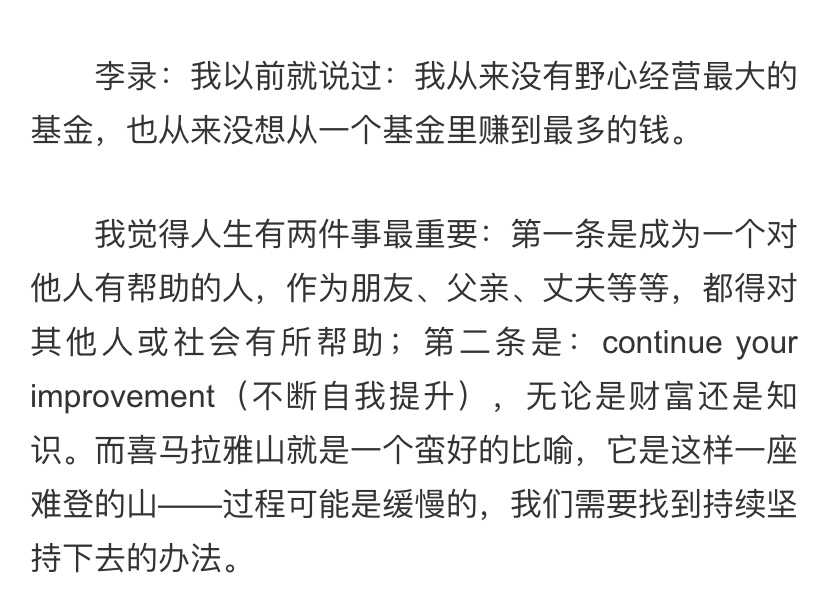 李录：我以前就说过：我从来没有野心经营最大的
基金，也从来没想从一个基金里赚到最多的钱。
我觉得人生有两件事最重要：第一条是成为一个对
他人有帮助的人，作为朋友、父亲、丈夫等等，都得对
其他人或社会有所帮助；第二条是：continue your
improvement（不断自我提升），无论是财富还是知
识。而喜马拉雅山就是一个蛮好的比喻，它是这样一座
难登的山——过程可能是缓慢的，我们需要找到持续坚
持下去的办法。